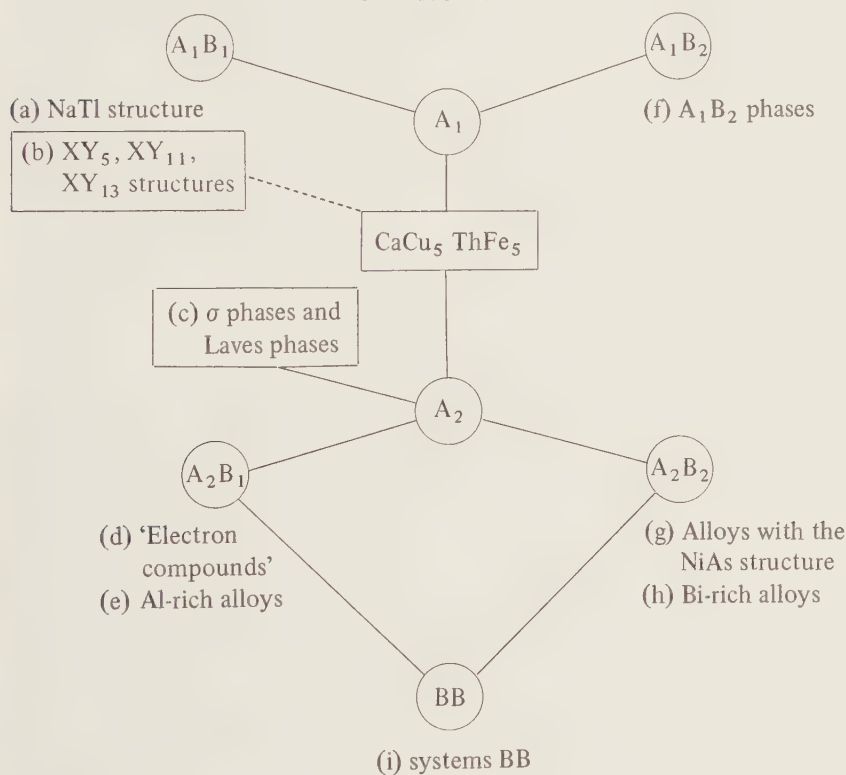 A₁B₁
A₁B₂
(a) NaTl structure
A₁
(f) A₁B₂ phases
(b) XY₅, XY₁₁,
XY₁₃ structures
CaCu₅ ThFe₅
(c) σ phases and
Laves phases
A₂
A₂B₁
A₂B₂
(d) ‘Electron
compounds’
(e) Al-rich alloys
(g) Alloys with the
NiAs structure
(h) Bi-rich alloys
BB
(i) systems BB